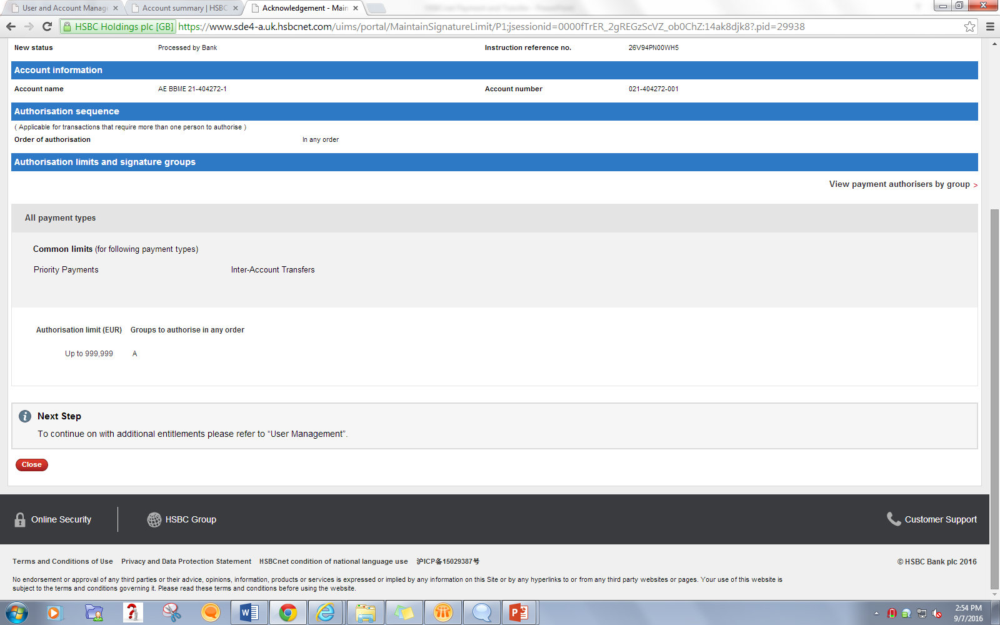 User and Account Manag
Account summary | HSBC
Acknowledgement - Main
HSBC Holdings plc [GB] https://www.sde4-a.uk.hsbcnet.com/uims/portal/MaintainSignatureLimit/P1;jsessionid=0000fTrER_2gREGzScVZ_ob0ChZ:14ak8djk8?.pid=29938
New status Processed by Bank Instruction reference no. 26V94PN00WH5
Account information
Account name AE BBME 21-404272-1 Account number 021-404272-001
Authorisation sequence
( Applicable for transactions that require more than one person to authorise )
Order of authorisation In any order
Authorisation limits and signature groups
View payment authorisers by group >
All payment types
Common limits (for following payment types)
Priority Payments Inter-Account Transfers
Authorisation limit (EUR) Groups to authorise in any order
Up to 999,999 A
Next Step
To continue on with additional entitlements please refer to “User Management”.
Close
Online Security HSBC Group Customer Support
Terms and Conditions of Use Privacy and Data Protection Statement HSBCnet condition of national language use 沪ICP备15029387号 © HSBC Bank plc 2016
No endorsement or approval of any third parties or their advice, opinions, information, products or services is expressed or implied by any information on this Site or by any hyperlinks to or from any third party websites or pages. Your use of this website is
subject to the terms and conditions governing it. Please read these terms and conditions before using the website.
2:54 PM
9/7/2016